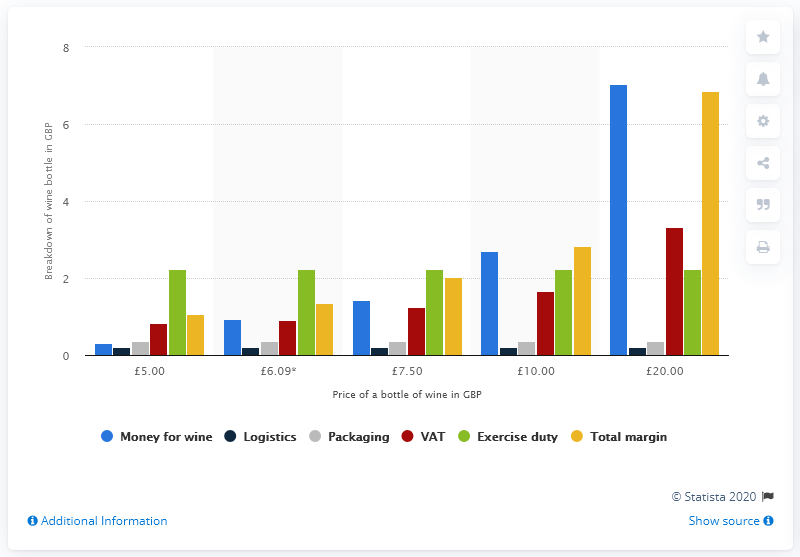 8
6
4
2
0
Breakdown of wine bottle in GBP
£5.00 £6.09* £7.50 £10.00 £20.00
Price of a bottle of wine in GBP
Money for wine Logistics Packaging VAT Exercise duty Total margin
© Statista 2020
Additional Information Show source